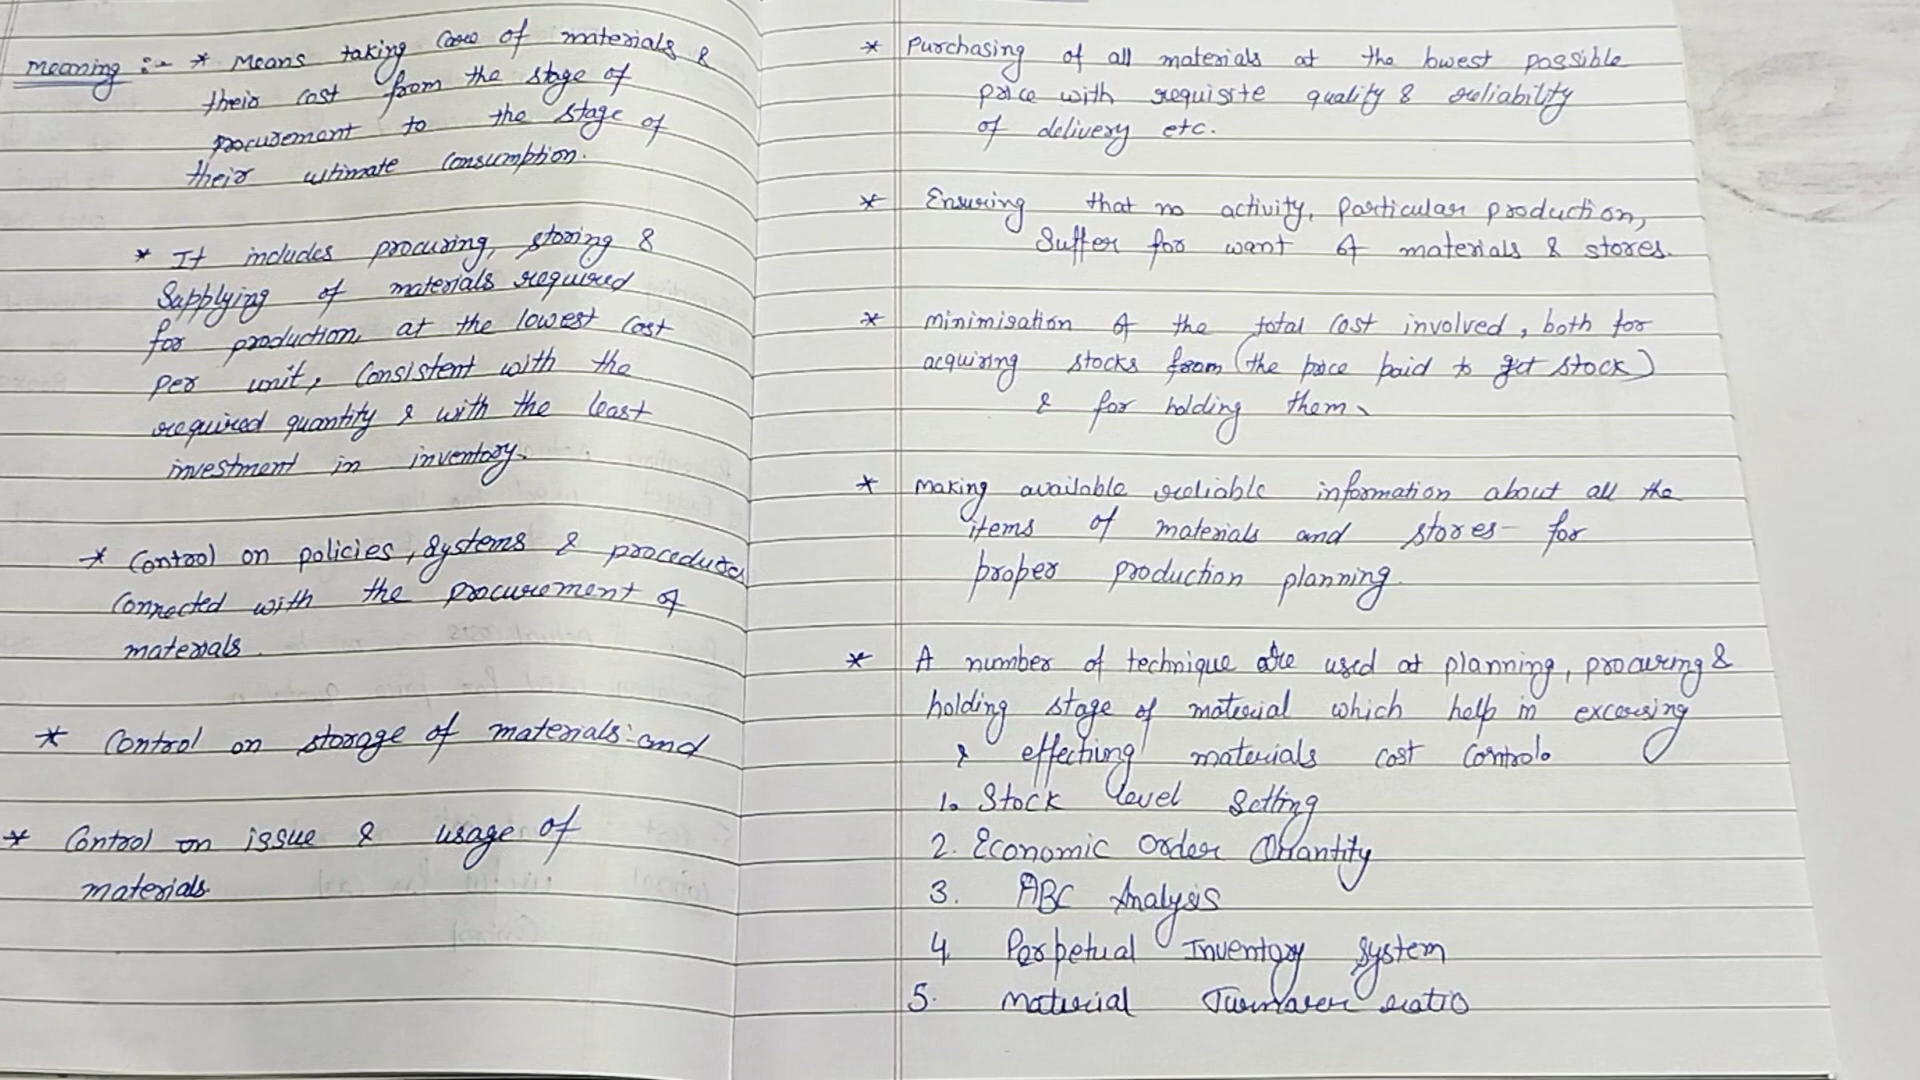 Meaning :- * Means taking care of materials &
their cost from the stage of
procurement to the stage of
their ultimate consumption.
* It includes procuring, storing &
Sapplying of materials required
for production, at the lowest cost
per unit, consistent with the
required quantity & with the least
investment in inventory.
* Control on policies, systems & procedures
connected with the procurement of
materials.
* Control on storage of materials: and
* Control on issue & usage of
materials.
* Purchasing of all materials at the lowest possible
price with requisite quality & reliability
of delivery etc.
* Ensuring that no activity, particular production,
suffer for want of materials & stores.
* minimisation of the total cost involved, both for
acquiring stocks from (the price paid to get stock)
& for holding them.
* making available reliable information about all the
items of materials and stores- for
proper production planning.
* A number of technique are used at planning, procuring &
holding stage of material which help in excersing
& effecting materials cost control.
1. Stock level Setting
2. Economic Order Quantity
3. ABC Analysis
4 Perpetual Inventory System
5. Material Turnover ratio